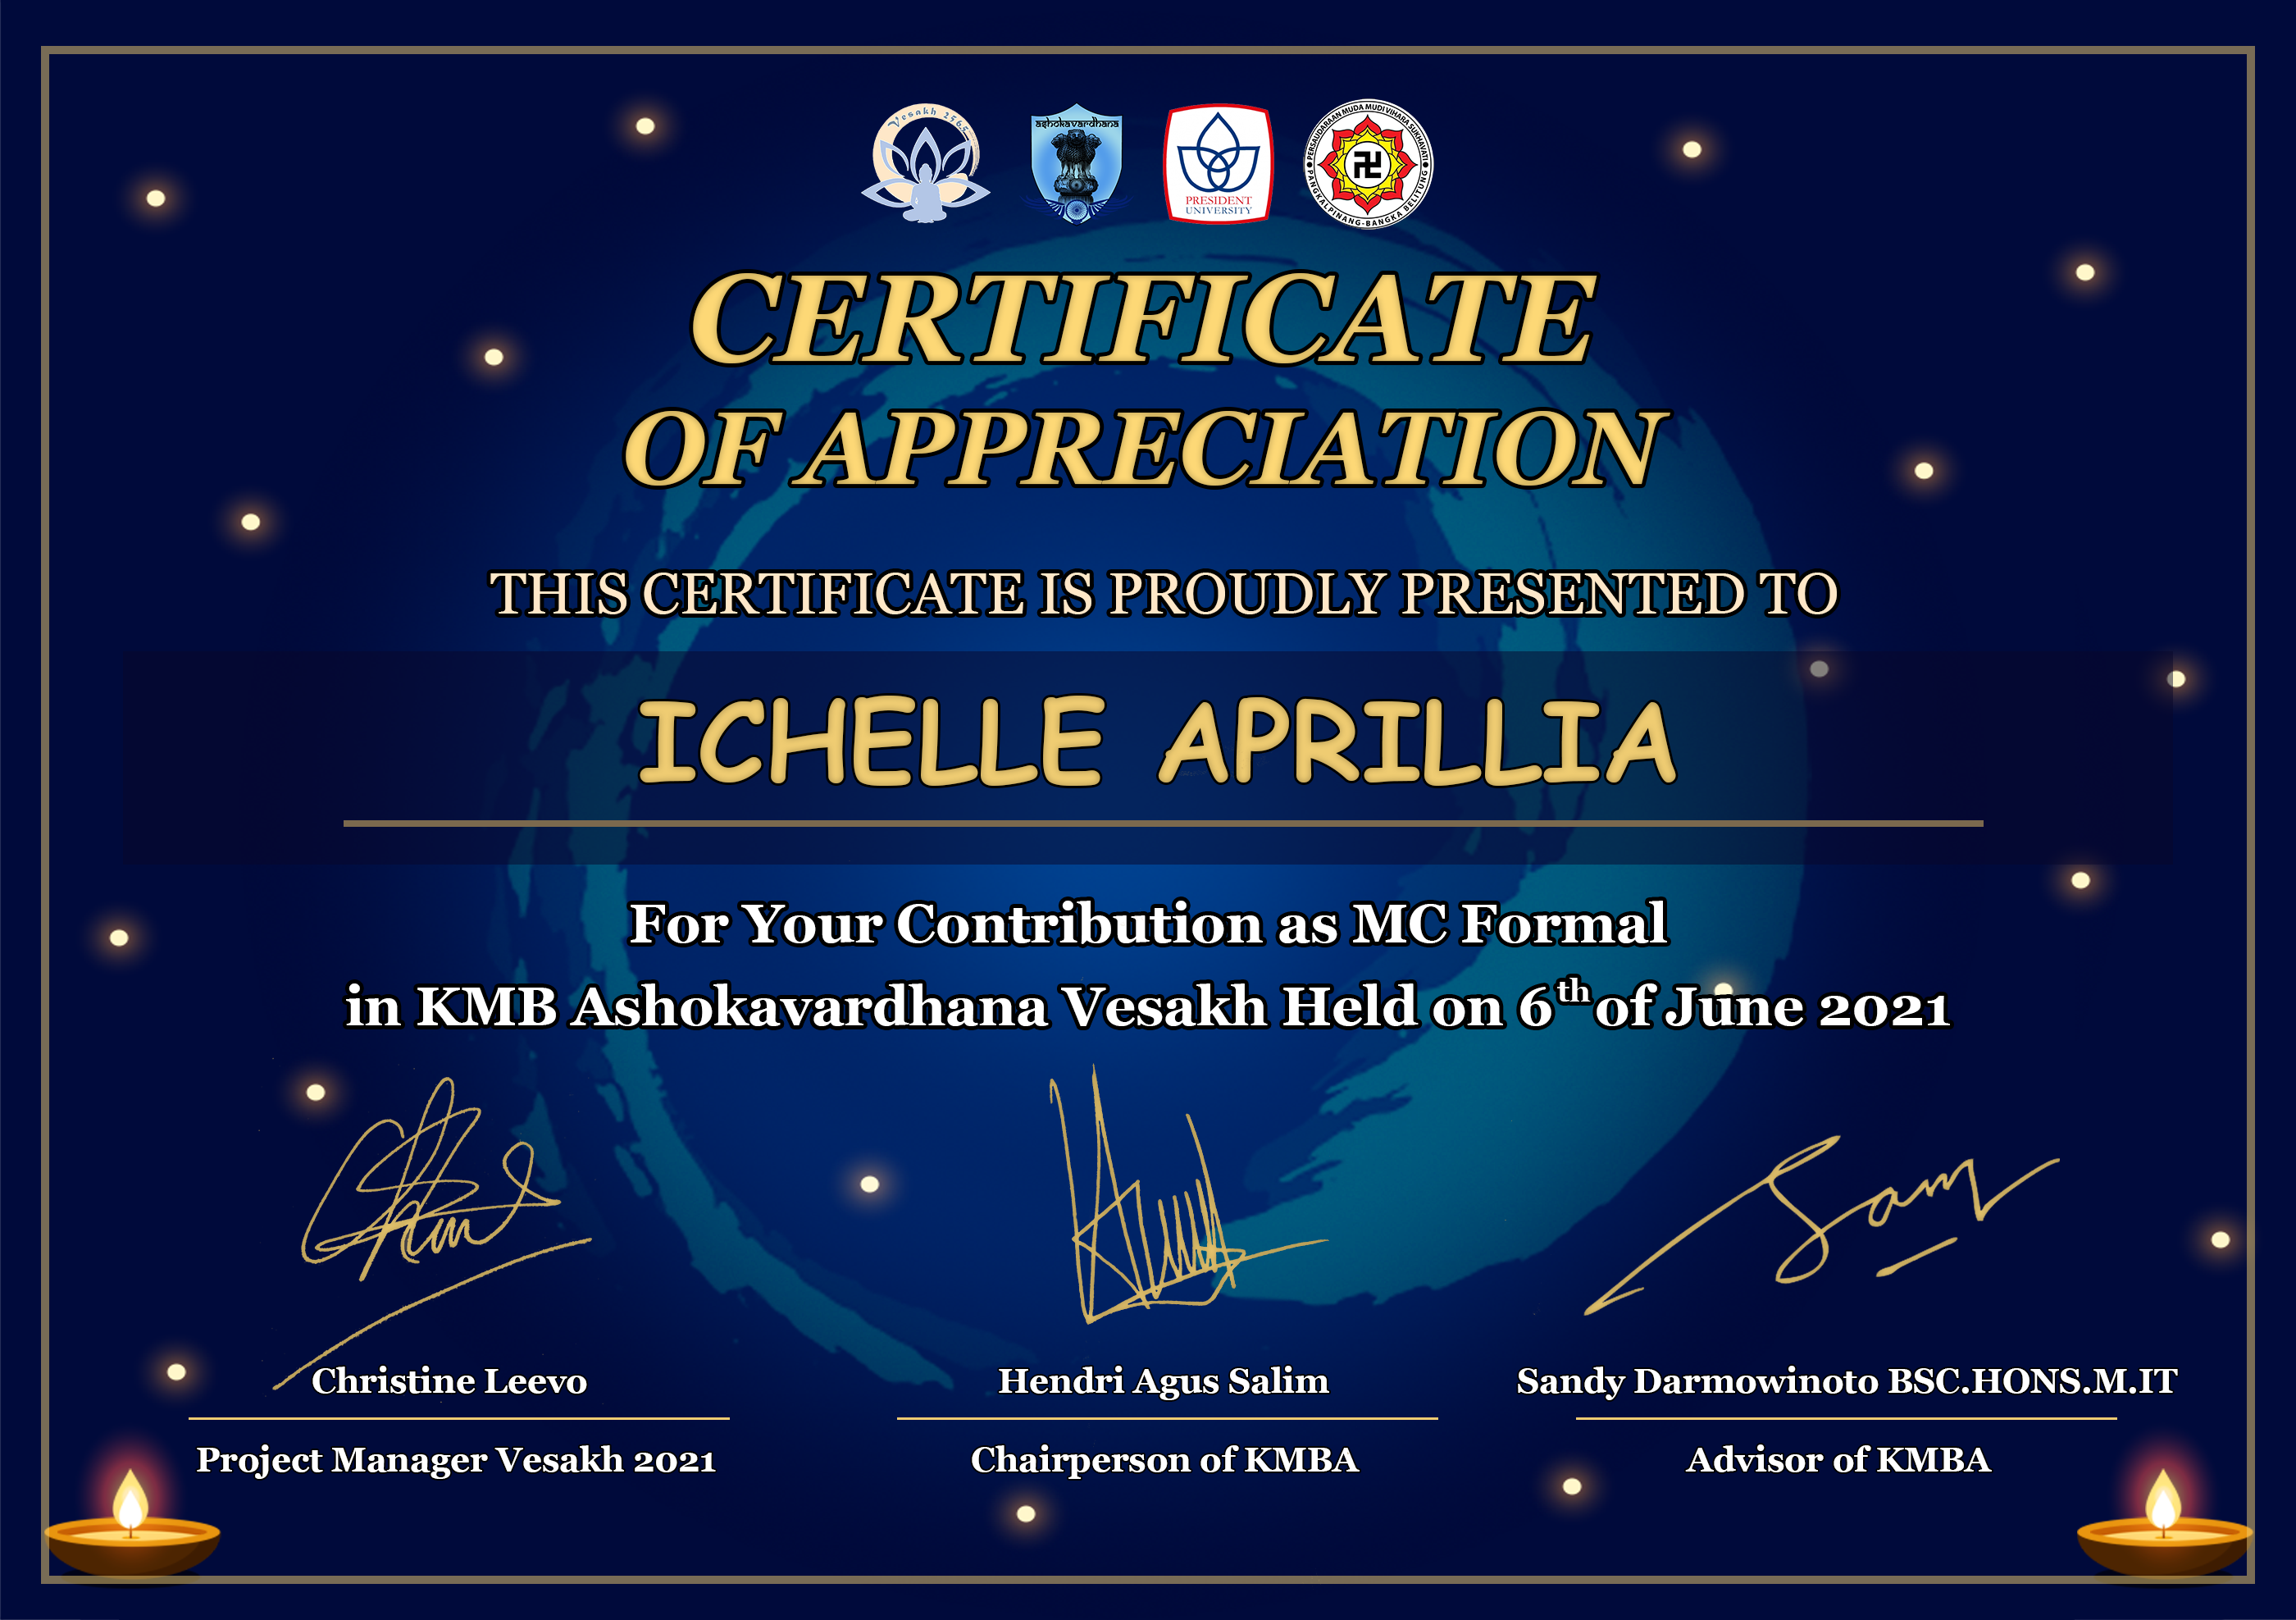 Vesakh 2565
ashokavardhana
PRESIDENT
UNIVERSITY
PERSAUDARAAN MUDA MUDI VIHARA SUKHAVATI
PANGKALPINANG-BANGKA BELITUNG
CERTIFICATE
OF APPRECIATION
THIS CERTIFICATE IS PROUDLY PRESENTED TO
ICHELLE APRILLIA
For Your Contribution as MC Formal
in KMB Ashokavardhana Vesakh Held on 6th of June 2021
Christine Leevo
Hendri Agus Salim
Sandy Darmowinoto BSC.HONS.M.IT
Project Manager Vesakh 2021
Chairperson of KMBA
Advisor of KMBA